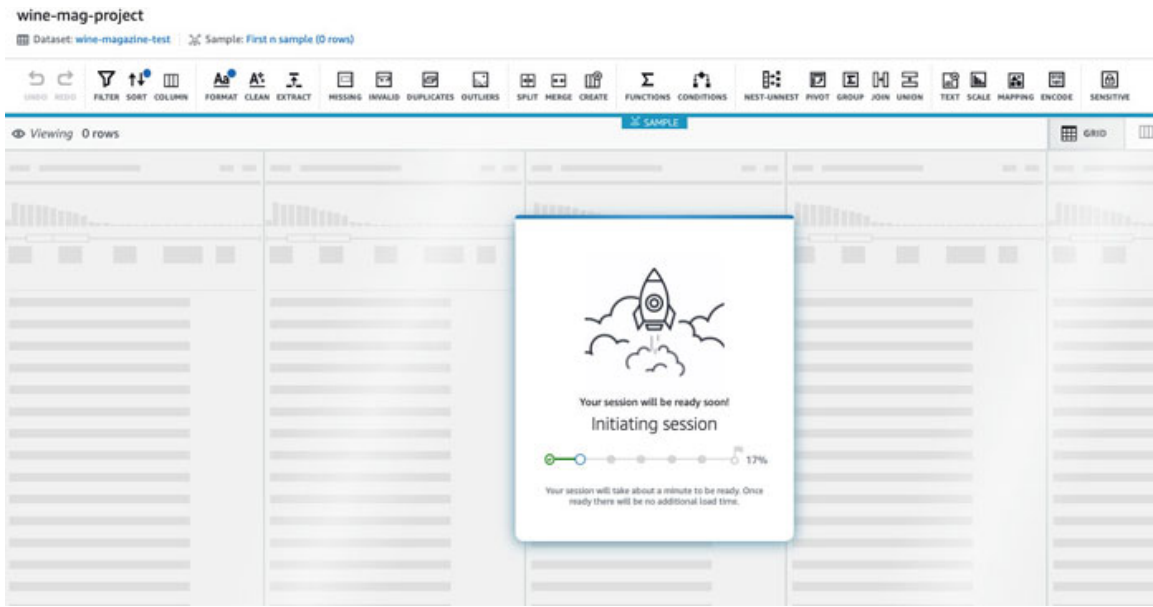 wine-mag-project
Dataset: wine-magazine-test Sample: First n sample (0 rows)
UNDO REDO FILTER SORT COLUMN FORMAT CLEAN EXTRACT MISSING INVALID DUPLICATES OUTLIERS SPLIT MERGE CREATE FUNCTIONS CONDITIONS NEST-UNNEST PIVOT GROUP JOIN UNION TEXT SCALE MAPPING ENCODE SENSITIVE
SAMPLE
Viewing 0 rows GRID
Your session will be ready soon!
Initiating session
17%
Your session will take about a minute to be ready. Once
ready there will be no additional load time.